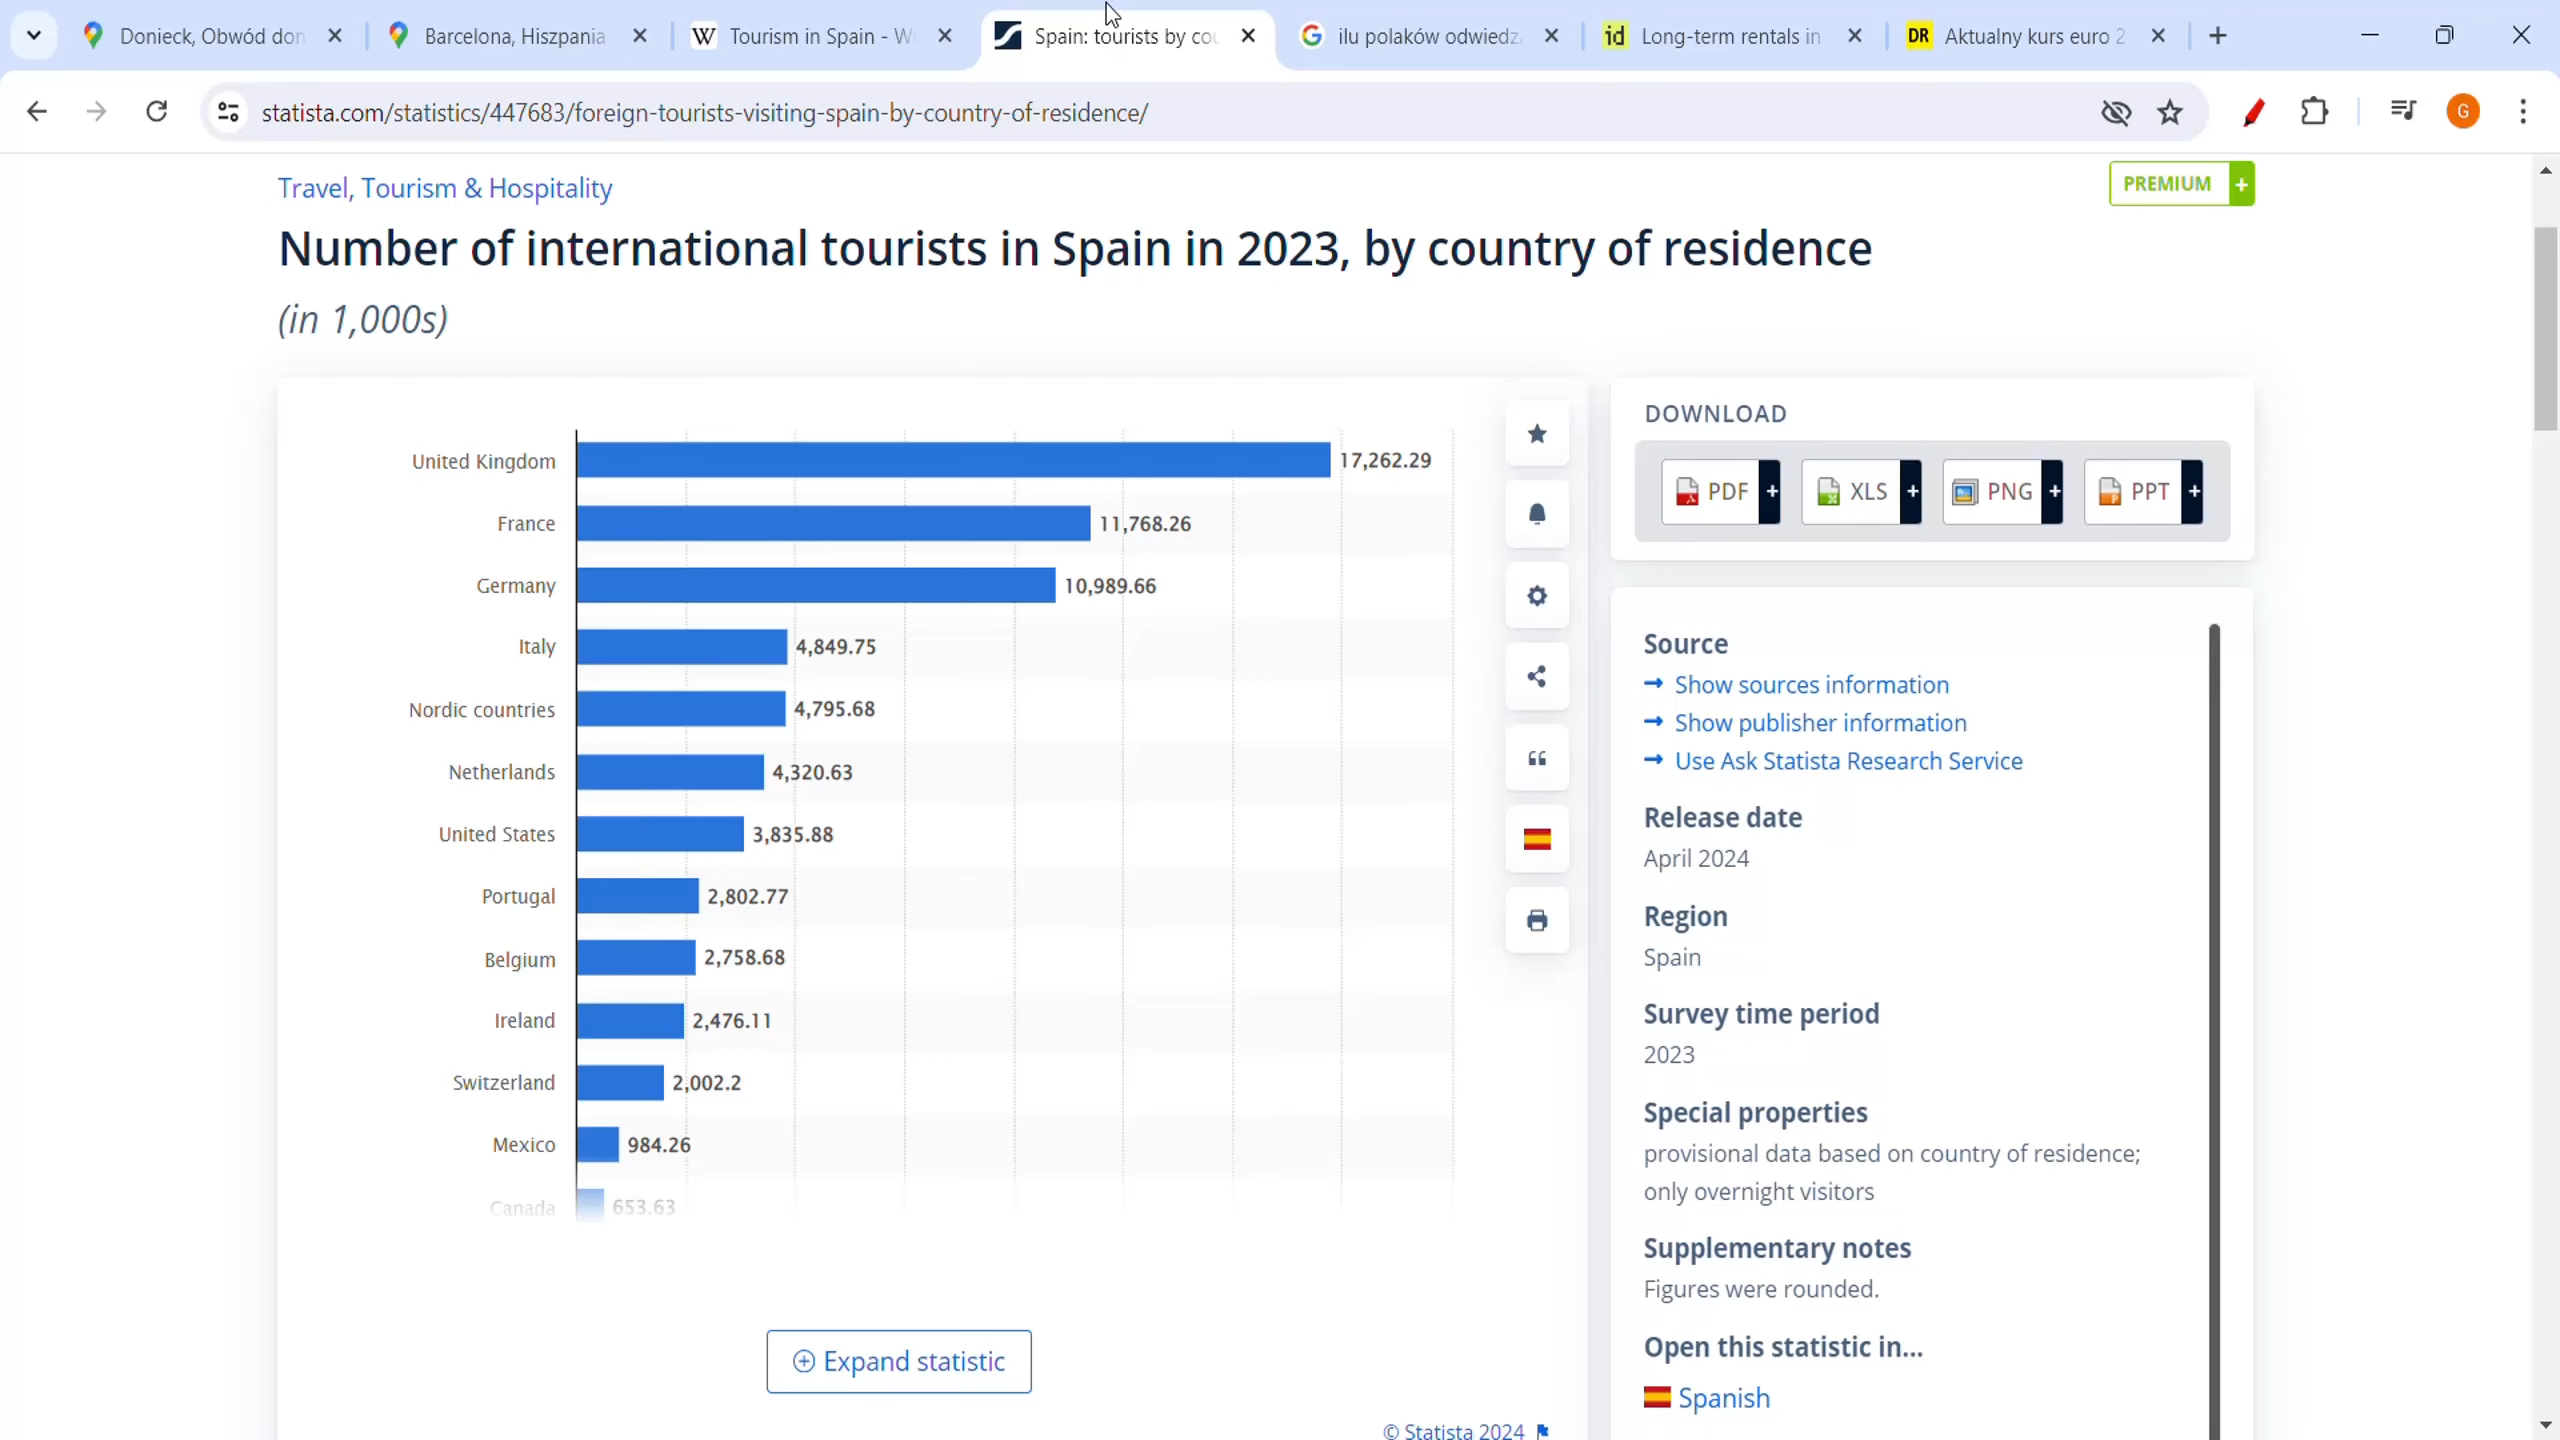 Donieck, Obwód don
Barcelona, Hiszpania
W Tourism in Spain - W
Spain: tourists by cou
G ilu polaków odwiedz
id Long-term rentals in
DR Aktualny kurs euro 2
statista.com/statistics/447683/foreign-tourists-visiting-spain-by-country-of-residence/
G
Travel, Tourism & Hospitality
PREMIUM +
Number of international tourists in Spain in 2023, by country of residence
(in 1,000s)
United Kingdom 17,262.29
France 11,768.26
Germany 10,989.66
Italy 4,849.75
Nordic countries 4,795.68
Netherlands 4,320.63
United States 3,835.88
Portugal 2,802.77
Belgium 2,758.68
Ireland 2,476.11
Switzerland 2,002.2
Mexico 984.26
Canada 653.63
Expand statistic
© Statista 2024
DOWNLOAD
PDF + XLS + PNG + PPT +
Source
→ Show sources information
→ Show publisher information
→ Use Ask Statista Research Service
Release date
April 2024
Region
Spain
Survey time period
2023
Special properties
provisional data based on country of residence;
only overnight visitors
Supplementary notes
Figures were rounded.
Open this statistic in...
Spanish